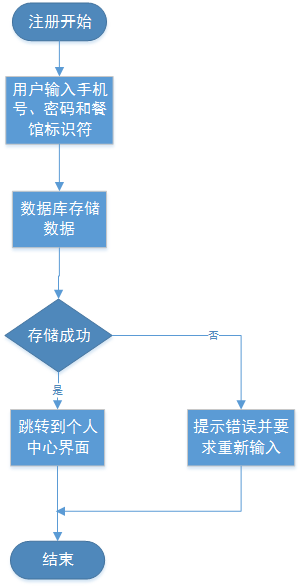 注册开始
用户输入手机
号、密码和餐
馆标识符
数据库存储
数据
存储成功
否
是
跳转到个人
中心界面
提示错误并要
求重新输入
结束